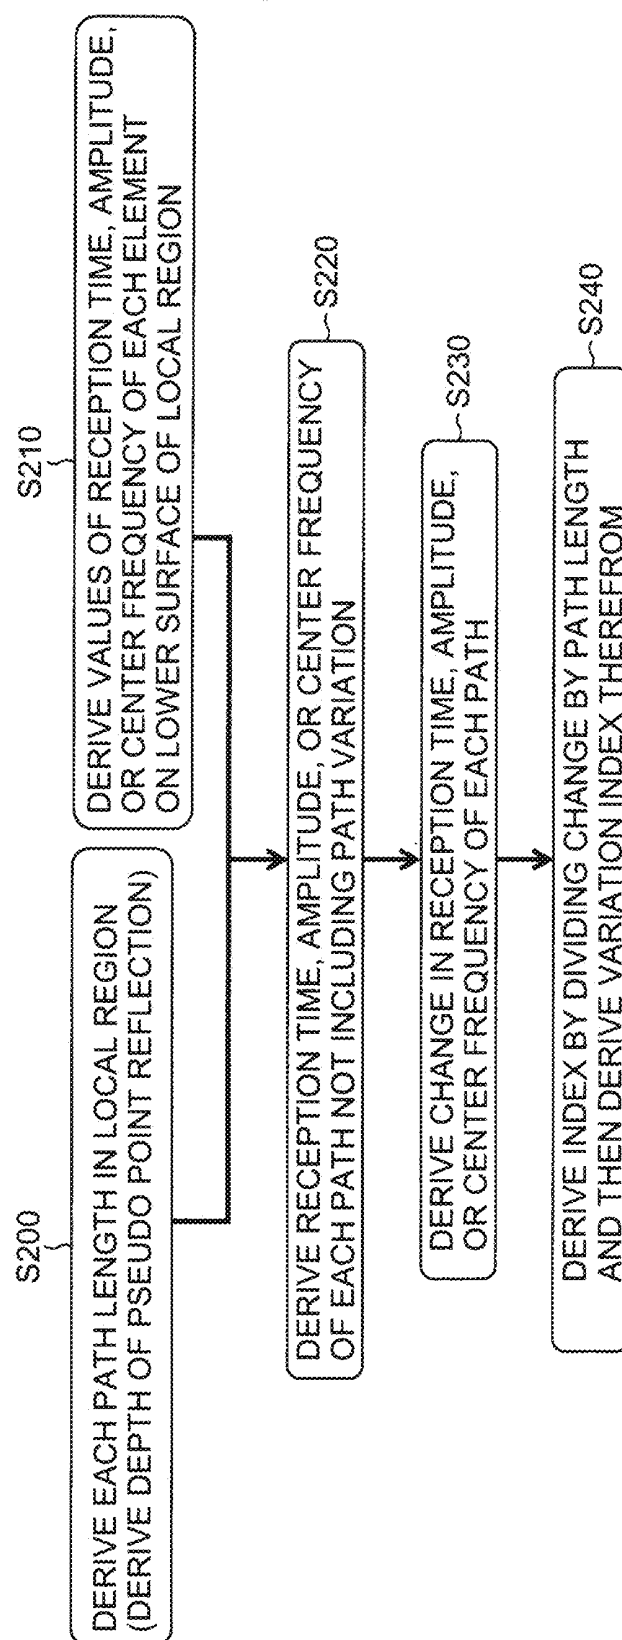 S200
DERIVE EACH PATH LENGTH IN LOCAL REGION
(DERIVE DEPTH OF PSEUDO POINT REFLECTION)
S210
DERIVE VALUES OF RECEPTION TIME, AMPLITUDE,
OR CENTER FREQUENCY OF EACH ELEMENT
ON LOWER SURFACE OF LOCAL REGION
S220
DERIVE RECEPTION TIME, AMPLITUDE, OR CENTER FREQUENCY
OF EACH PATH NOT INCLUDING PATH VARIATION
S230
DERIVE CHANGE IN RECEPTION TIME, AMPLITUDE,
OR CENTER FREQUENCY OF EACH PATH
S240
DERIVE INDEX BY DIVIDING CHANGE BY PATH LENGTH
AND THEN DERIVE VARIATION INDEX THEREFROM